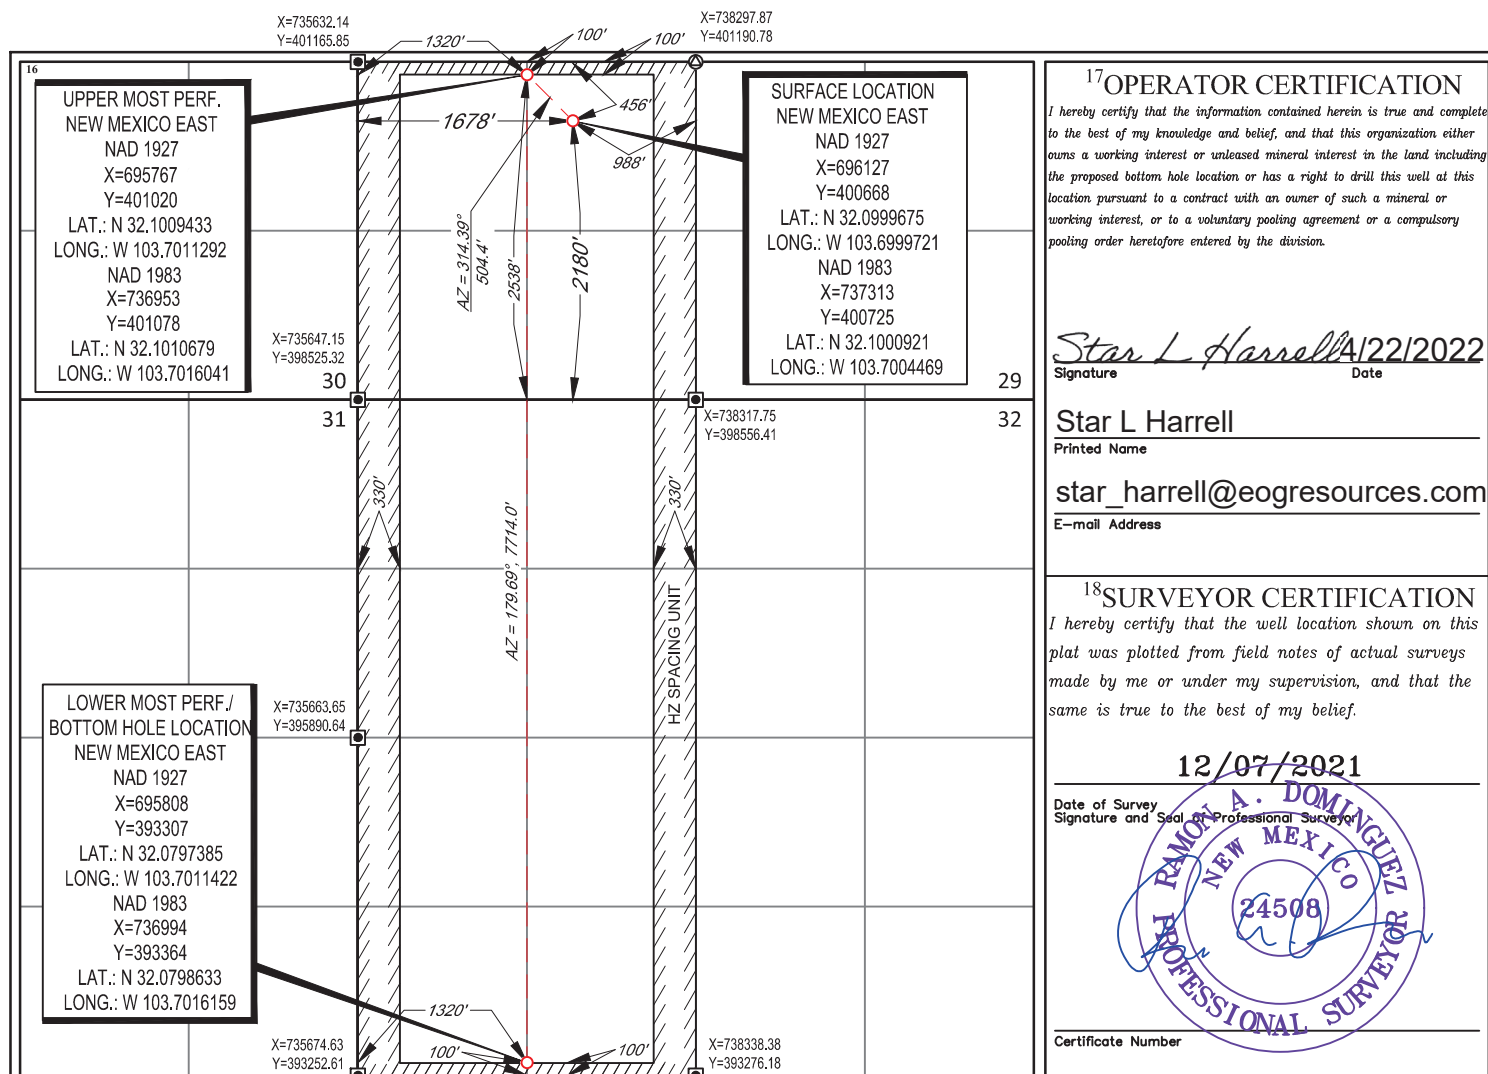 X=735632.14
Y=401165.85
X=738297.87
Y=401190.78
1320'
100'
100'
16
UPPER MOST PERF.
NEW MEXICO EAST
NAD 1927
X=695767
Y=401020
LAT.: N 32.1009433
LONG.: W 103.7011292
NAD 1983
X=736953
Y=401078
LAT.: N 32.1010679
LONG.: W 103.7016041
1678'
456'
988'
SURFACE LOCATION
NEW MEXICO EAST
NAD 1927
X=696127
Y=400668
LAT.: N 32.0999675
LONG.: W 103.6999721
NAD 1983
X=737313
Y=400725
LAT.: N 32.1000921
LONG.: W 103.7004469
AZ = 314.39°
504.4'
2538'
2180'
X=735647.15
Y=398525.32
30
29
31
32
X=738317.75
Y=398556.41
330'
330'
AZ = 179.69°, 7714.0'
HZ SPACING UNIT
LOWER MOST PERF./
BOTTOM HOLE LOCATION
NEW MEXICO EAST
NAD 1927
X=695808
Y=393307
LAT.: N 32.0797385
LONG.: W 103.7011422
NAD 1983
X=736994
Y=393364
LAT.: N 32.0798633
LONG.: W 103.7016159
X=735663.65
Y=395890.64
1320'
100'
100'
X=735674.63
Y=393252.61
X=738338.38
Y=393276.18
17OPERATOR CERTIFICATION
I hereby certify that the information contained herein is true and complete
to the best of my knowledge and belief, and that this organization either
owns a working interest or unleased mineral interest in the land including
the proposed bottom hole location or has a right to drill this well at this
location pursuant to a contract with an owner of such a mineral or
working interest, or to a voluntary pooling agreement or a compulsory
pooling order heretofore entered by the division.
Star L Harrell 4/22/2022
Signature Date
Star L Harrell
Printed Name
star_harrell@eogresources.com
E-mail Address
18SURVEYOR CERTIFICATION
I hereby certify that the well location shown on this
plat was plotted from field notes of actual surveys
made by me or under my supervision, and that the
same is true to the best of my belief.
12/07/2021
Date of Survey
Signature and Seal of Professional Surveyor
RAMON A. DOMINGUEZ
NEW MEXICO
24508
PROFESSIONAL SURVEYOR
Certificate Number